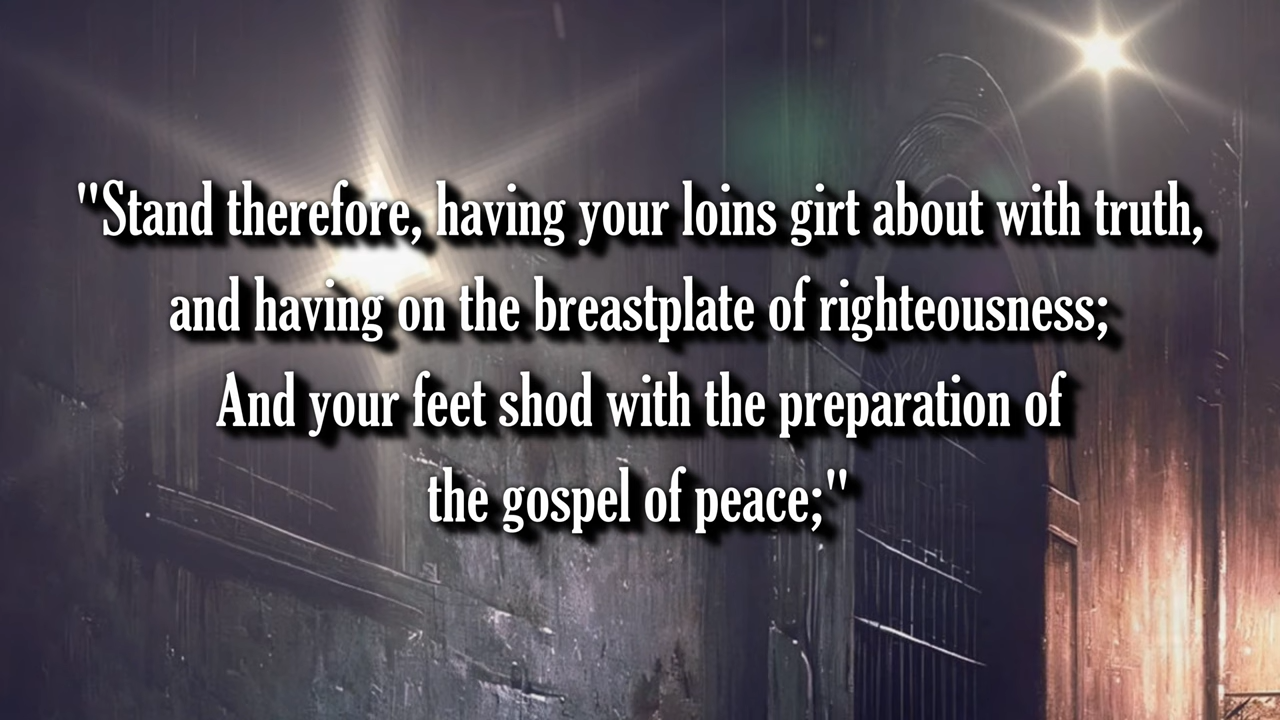 "Stand therefore, having your loins girt about with truth,
and having on the breastplate of righteousness;
And your feet shod with the preparation of
the gospel of peace;"